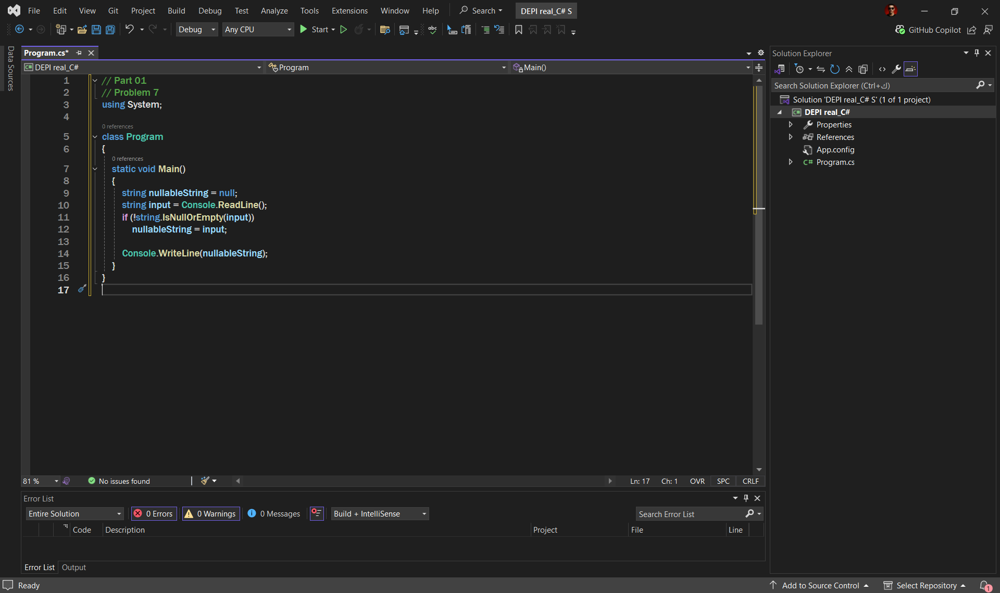 File Edit View Git Project Build Debug Test Analyze Tools Extensions Window Help Search DEPI real_C# S
Debug Any CPU Start abc GitHub Copilot
Data Sources
Program.cs*
DEPI real_C# Program Main()
1 // Part 01
2 // Problem 7
3 using System;
4
0 references
5 class Program
6 {
0 references
7 static void Main()
8 {
9 string nullableString = null;
10 string input = Console.ReadLine();
11 if (!string.IsNullOrEmpty(input))
12 nullableString = input;
13
14 Console.WriteLine(nullableString);
15 }
16 }
17
81 % No issues found Ln: 17 Ch: 1 OVR SPC CRLF
Error List
Entire Solution 0 Errors 0 Warnings 0 Messages Build + IntelliSense Search Error List
Code Description Project File Line
Error List Output
Solution Explorer
Search Solution Explorer (Ctrl+ك)
Solution 'DEPI real_C# S' (1 of 1 project)
C# DEPI real_C#
Properties
References
App.config
C# Program.cs
Ready Add to Source Control Select Repository 1